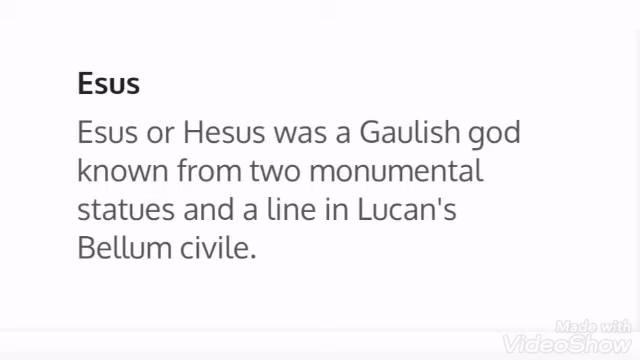 Esus
Esus or Hesus was a Gaulish god
known from two monumental
statues and a line in Lucan's
Bellum civile.
Made with
VideoShow